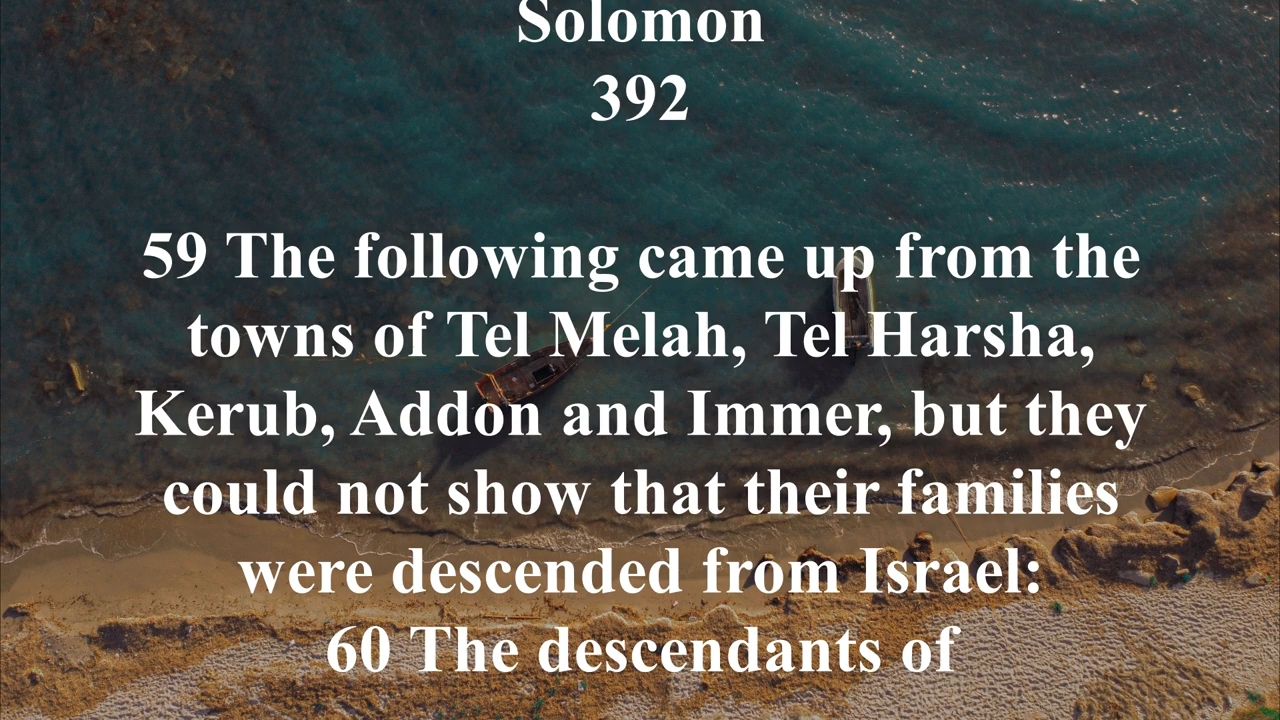 Solomon
392
59 The following came up from the
towns of Tel Melah, Tel Harsha,
Kerub, Addon and Immer, but they
could not show that their families
were descended from Israel:
60 The descendants of